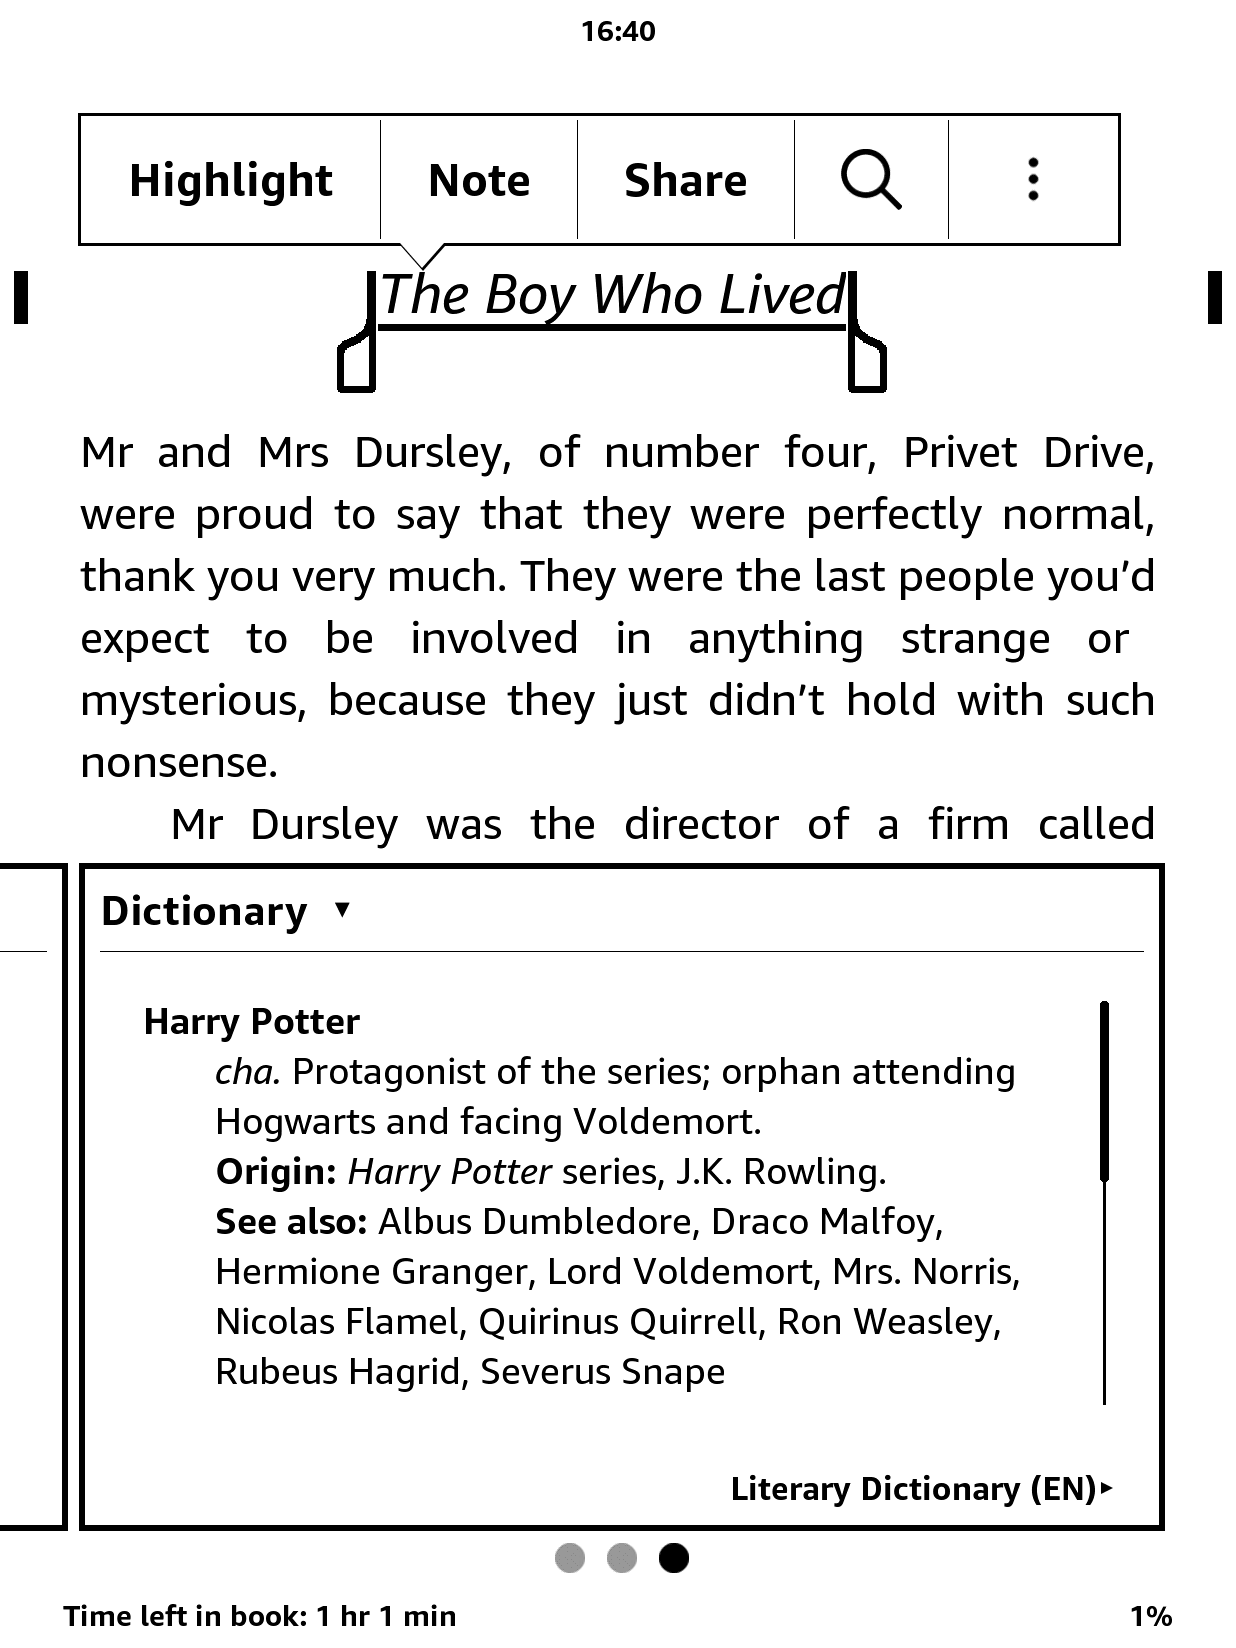 16:40
Highlight Note Share
The Boy Who Lived
Mr and Mrs Dursley, of number four, Privet Drive,
were proud to say that they were perfectly normal,
thank you very much. They were the last people you’d
expect to be involved in anything strange or
mysterious, because they just didn’t hold with such
nonsense.
Mr Dursley was the director of a firm called
Dictionary ▼
Harry Potter
cha. Protagonist of the series; orphan attending
Hogwarts and facing Voldemort.
Origin: Harry Potter series, J.K. Rowling.
See also: Albus Dumbledore, Draco Malfoy,
Hermione Granger, Lord Voldemort, Mrs. Norris,
Nicolas Flamel, Quirinus Quirrell, Ron Weasley,
Rubeus Hagrid, Severus Snape
Literary Dictionary (EN)▸
Time left in book: 1 hr 1 min 1%